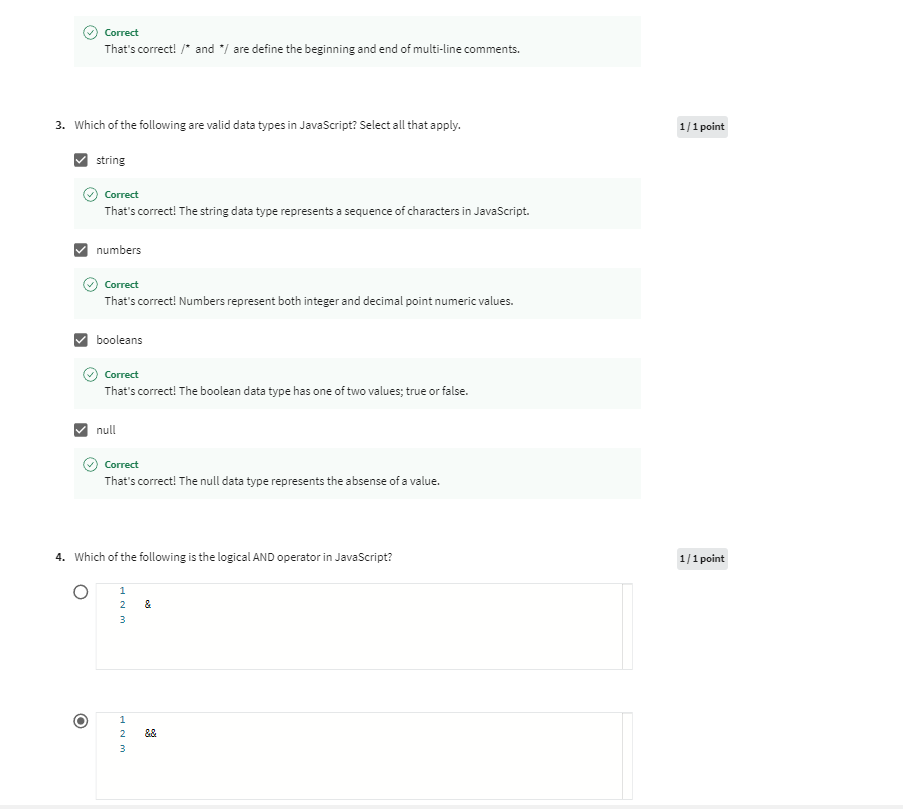 Correct
That's correct! /* and */ are define the beginning and end of multi-line comments.
3. Which of the following are valid data types in JavaScript? Select all that apply.
1 / 1 point
string
Correct
That's correct! The string data type represents a sequence of characters in JavaScript.
numbers
Correct
That's correct! Numbers represent both integer and decimal point numeric values.
booleans
Correct
That's correct! The boolean data type has one of two values; true or false.
null
Correct
That's correct! The null data type represents the absense of a value.
4. Which of the following is the logical AND operator in JavaScript?
1 / 1 point
1
2 &
3
1
2 &&
3